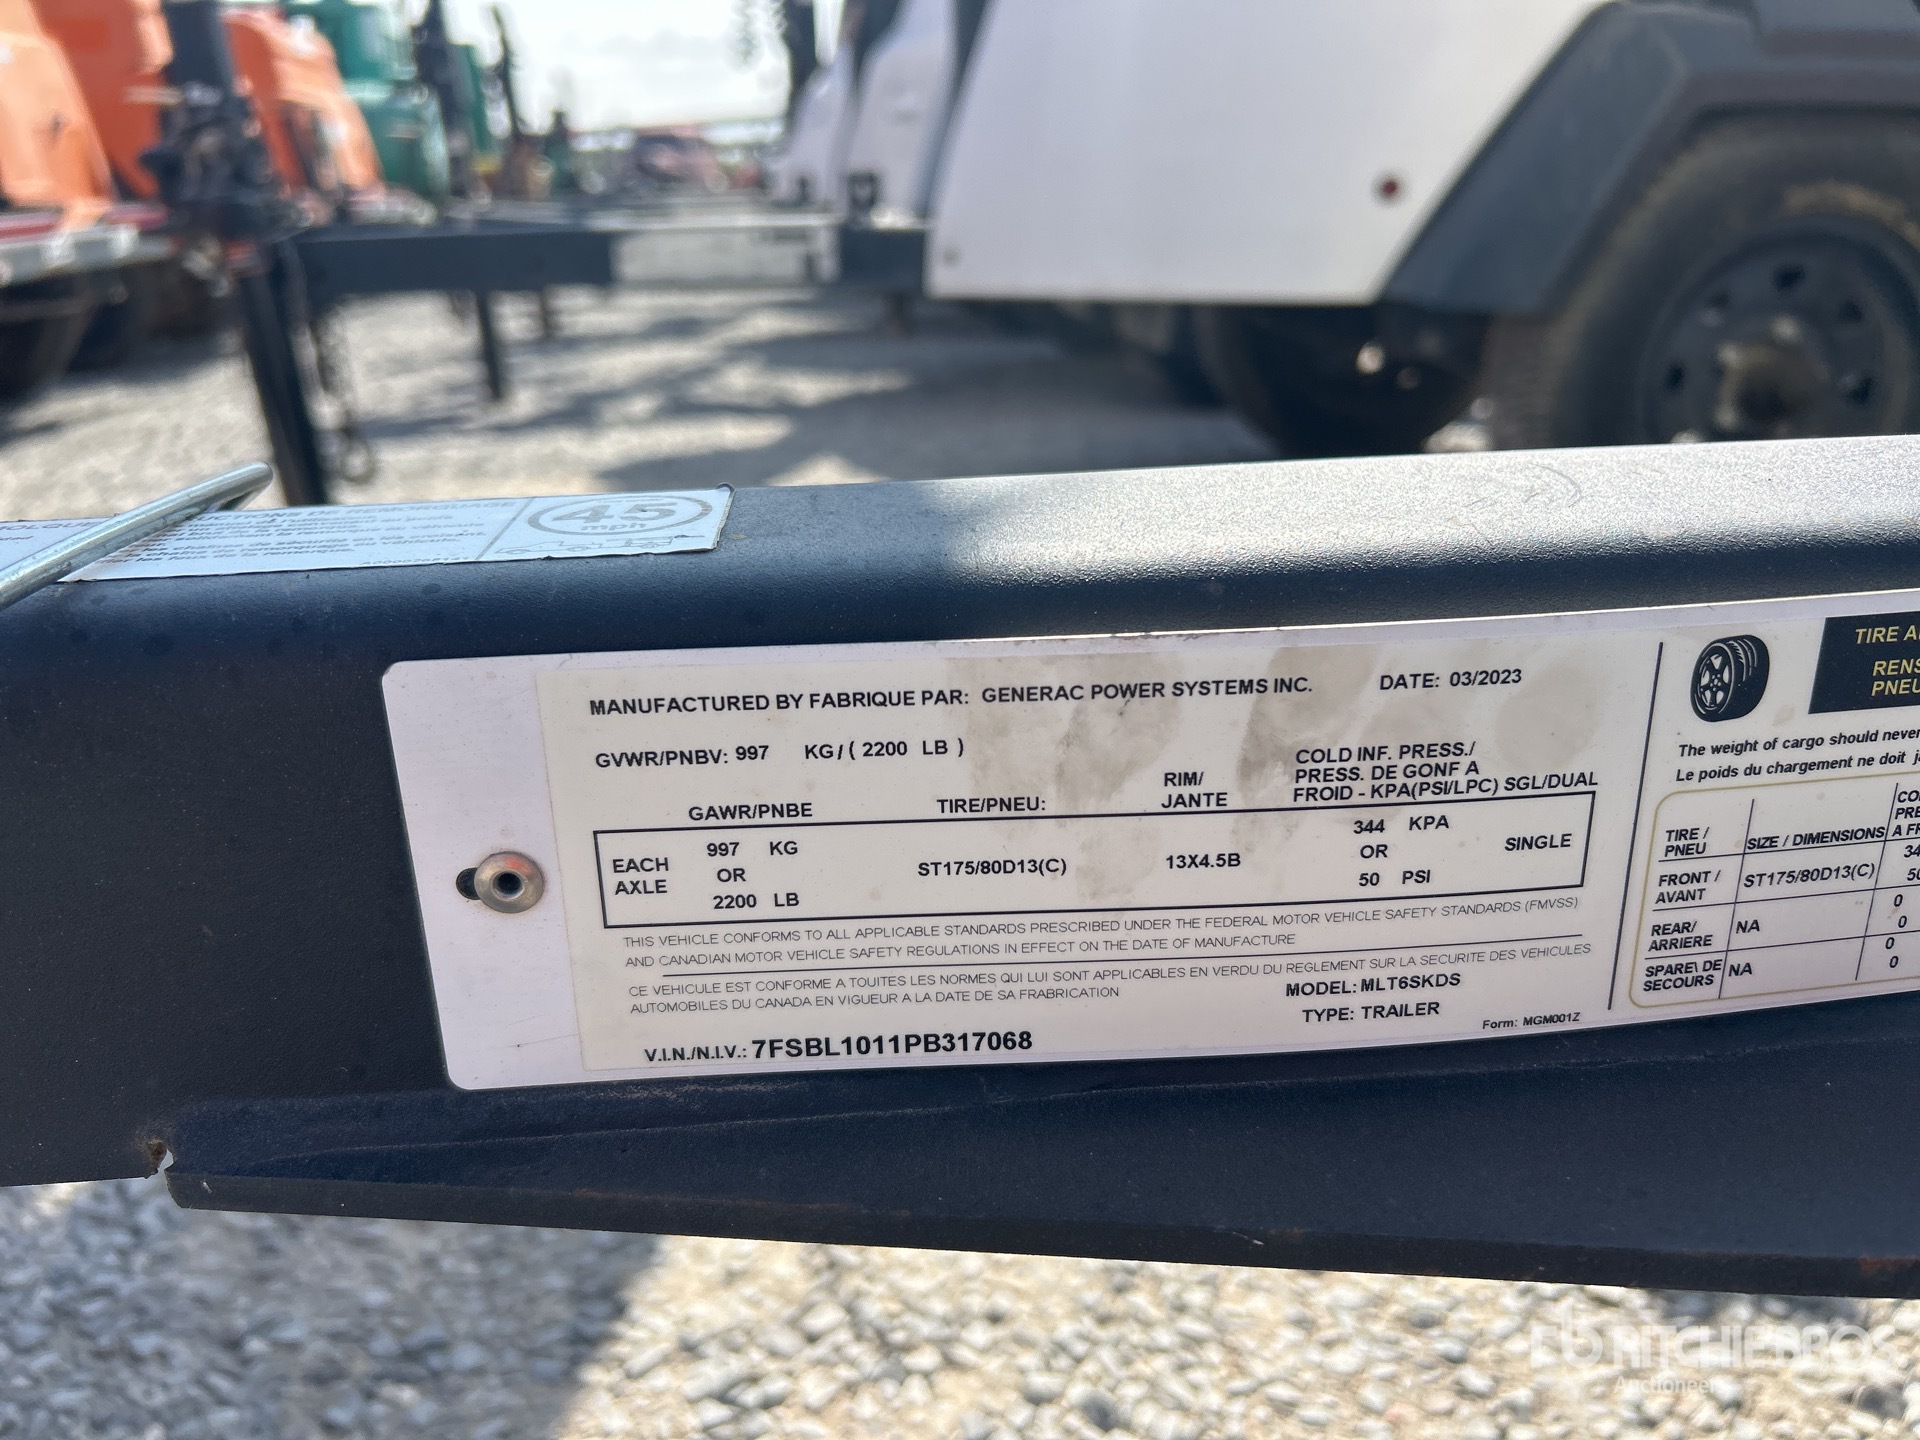 45
mph
MANUFACTURED BY FABRIQUE PAR: GENERAC POWER SYSTEMS INC. DATE: 03/2023
GVWR/PNBV: 997 KG/ ( 2200 LB )
COLD INF. PRESS./
PRESS. DE GONF A
FROID - KPA(PSI/LPC) SGL/DUAL
RIM/
JANTE
GAWR/PNBE TIRE/PNEU:
EACH
AXLE
997 KG
OR
2200 LB
ST175/80D13(C)
13X4.5B
344 KPA
OR
50 PSI
SINGLE
THIS VEHICLE CONFORMS TO ALL APPLICABLE STANDARDS PRESCRIBED UNDER THE FEDERAL MOTOR VEHICLE SAFETY STANDARDS (FMVSS)
AND CANADIAN MOTOR VEHICLE SAFETY REGULATIONS IN EFFECT ON THE DATE OF MANUFACTURE
CE VEHICULE EST CONFORME A TOUITES LES NORMES QUI LUI SONT APPLICABLES EN VERDU DU REGLEMENT SUR LA SECURITE DES VEHICULES
AUTOMOBILES DU CANADA EN VIGUEUR A LA DATE DE SA FRABRICATION
MODEL: MLT6SKDS
TYPE: TRAILER
V.I.N./N.I.V.: 7FSBL1011PB317068
Form: MGM001Z
TIRE
RENS
PNEU
The weight of cargo should never
Le poids du chargement ne doit
TIRE /
PNEU
SIZE / DIMENSIONS
A FR
FRONT /
AVANT
ST175/80D13(C)
REAR/
ARRIERE
NA
0
0
SPARE\ DE
SECOURS
NA
0
0
RITCHIEBROS
Auctioneers